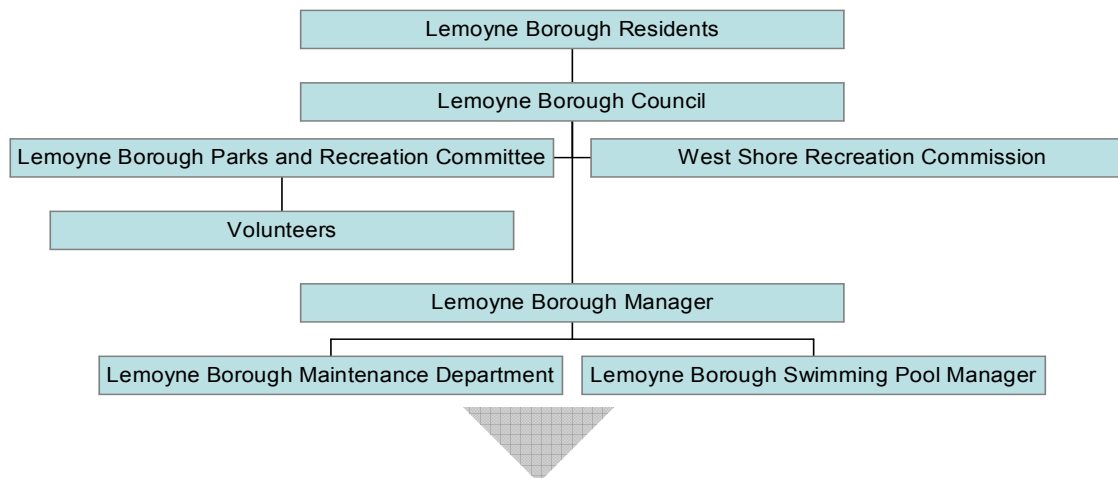 Lemoyne Borough Residents
Lemoyne Borough Council
Lemoyne Borough Parks and Recreation Committee
West Shore Recreation Commission
Volunteers
Lemoyne Borough Manager
Lemoyne Borough Maintenance Department
Lemoyne Borough Swimming Pool Manager